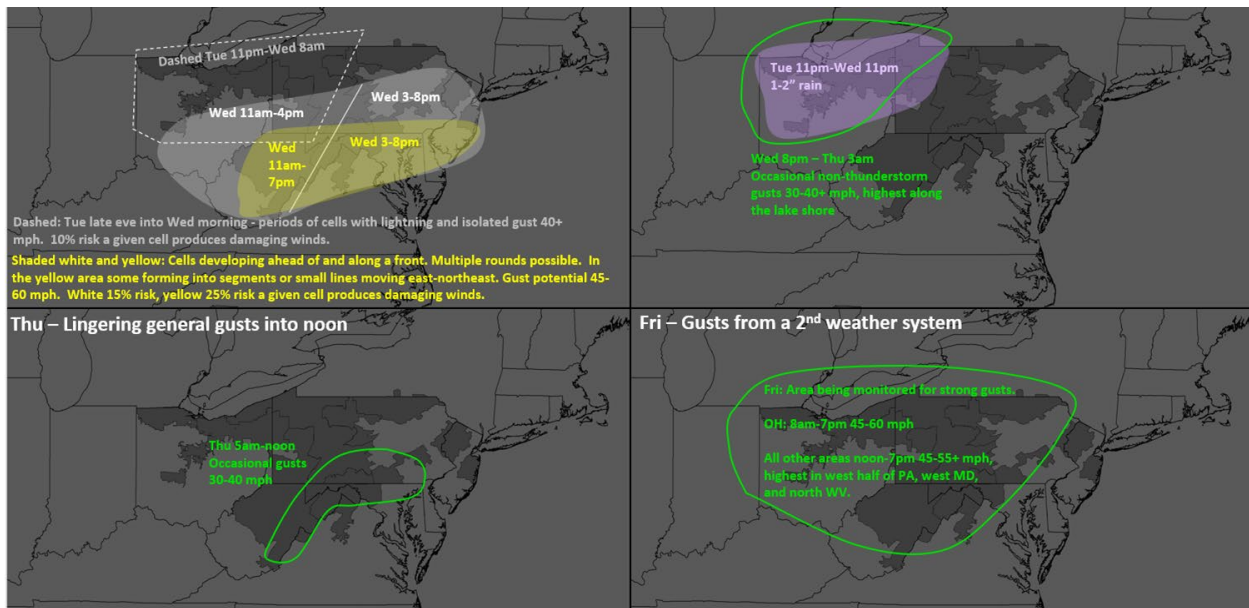 Dashed Tue 11pm-Wed 8am
Wed 11am-4pm
Wed 3-8pm
Wed
11am-
7pm
Wed 3-8pm
Dashed: Tue late eve into Wed morning - periods of cells with lightning and isolated gust 40+
mph.  10% risk a given cell produces damaging winds.
Shaded white and yellow: Cells developing ahead of and along a front. Multiple rounds possible.  In
the yellow area some forming into segments or small lines moving east-northeast. Gust potential 45-
60 mph.  White 15% risk, yellow 25% risk a given cell produces damaging winds.
Tue 11pm-Wed 11pm
1-2” rain
Wed 8pm – Thu 3am
Occasional non-thunderstorm
gusts 30-40+ mph, highest along
the lake shore
Thu – Lingering general gusts into noon
Thu 5am-noon
Occasional gusts
30-40 mph
Fri – Gusts from a 2nd weather system
Fri: Area being monitored for strong gusts.
OH: 8am-7pm 45-60 mph
All other areas noon-7pm 45-55+ mph,
highest in west half of PA, west MD,
and north WV.